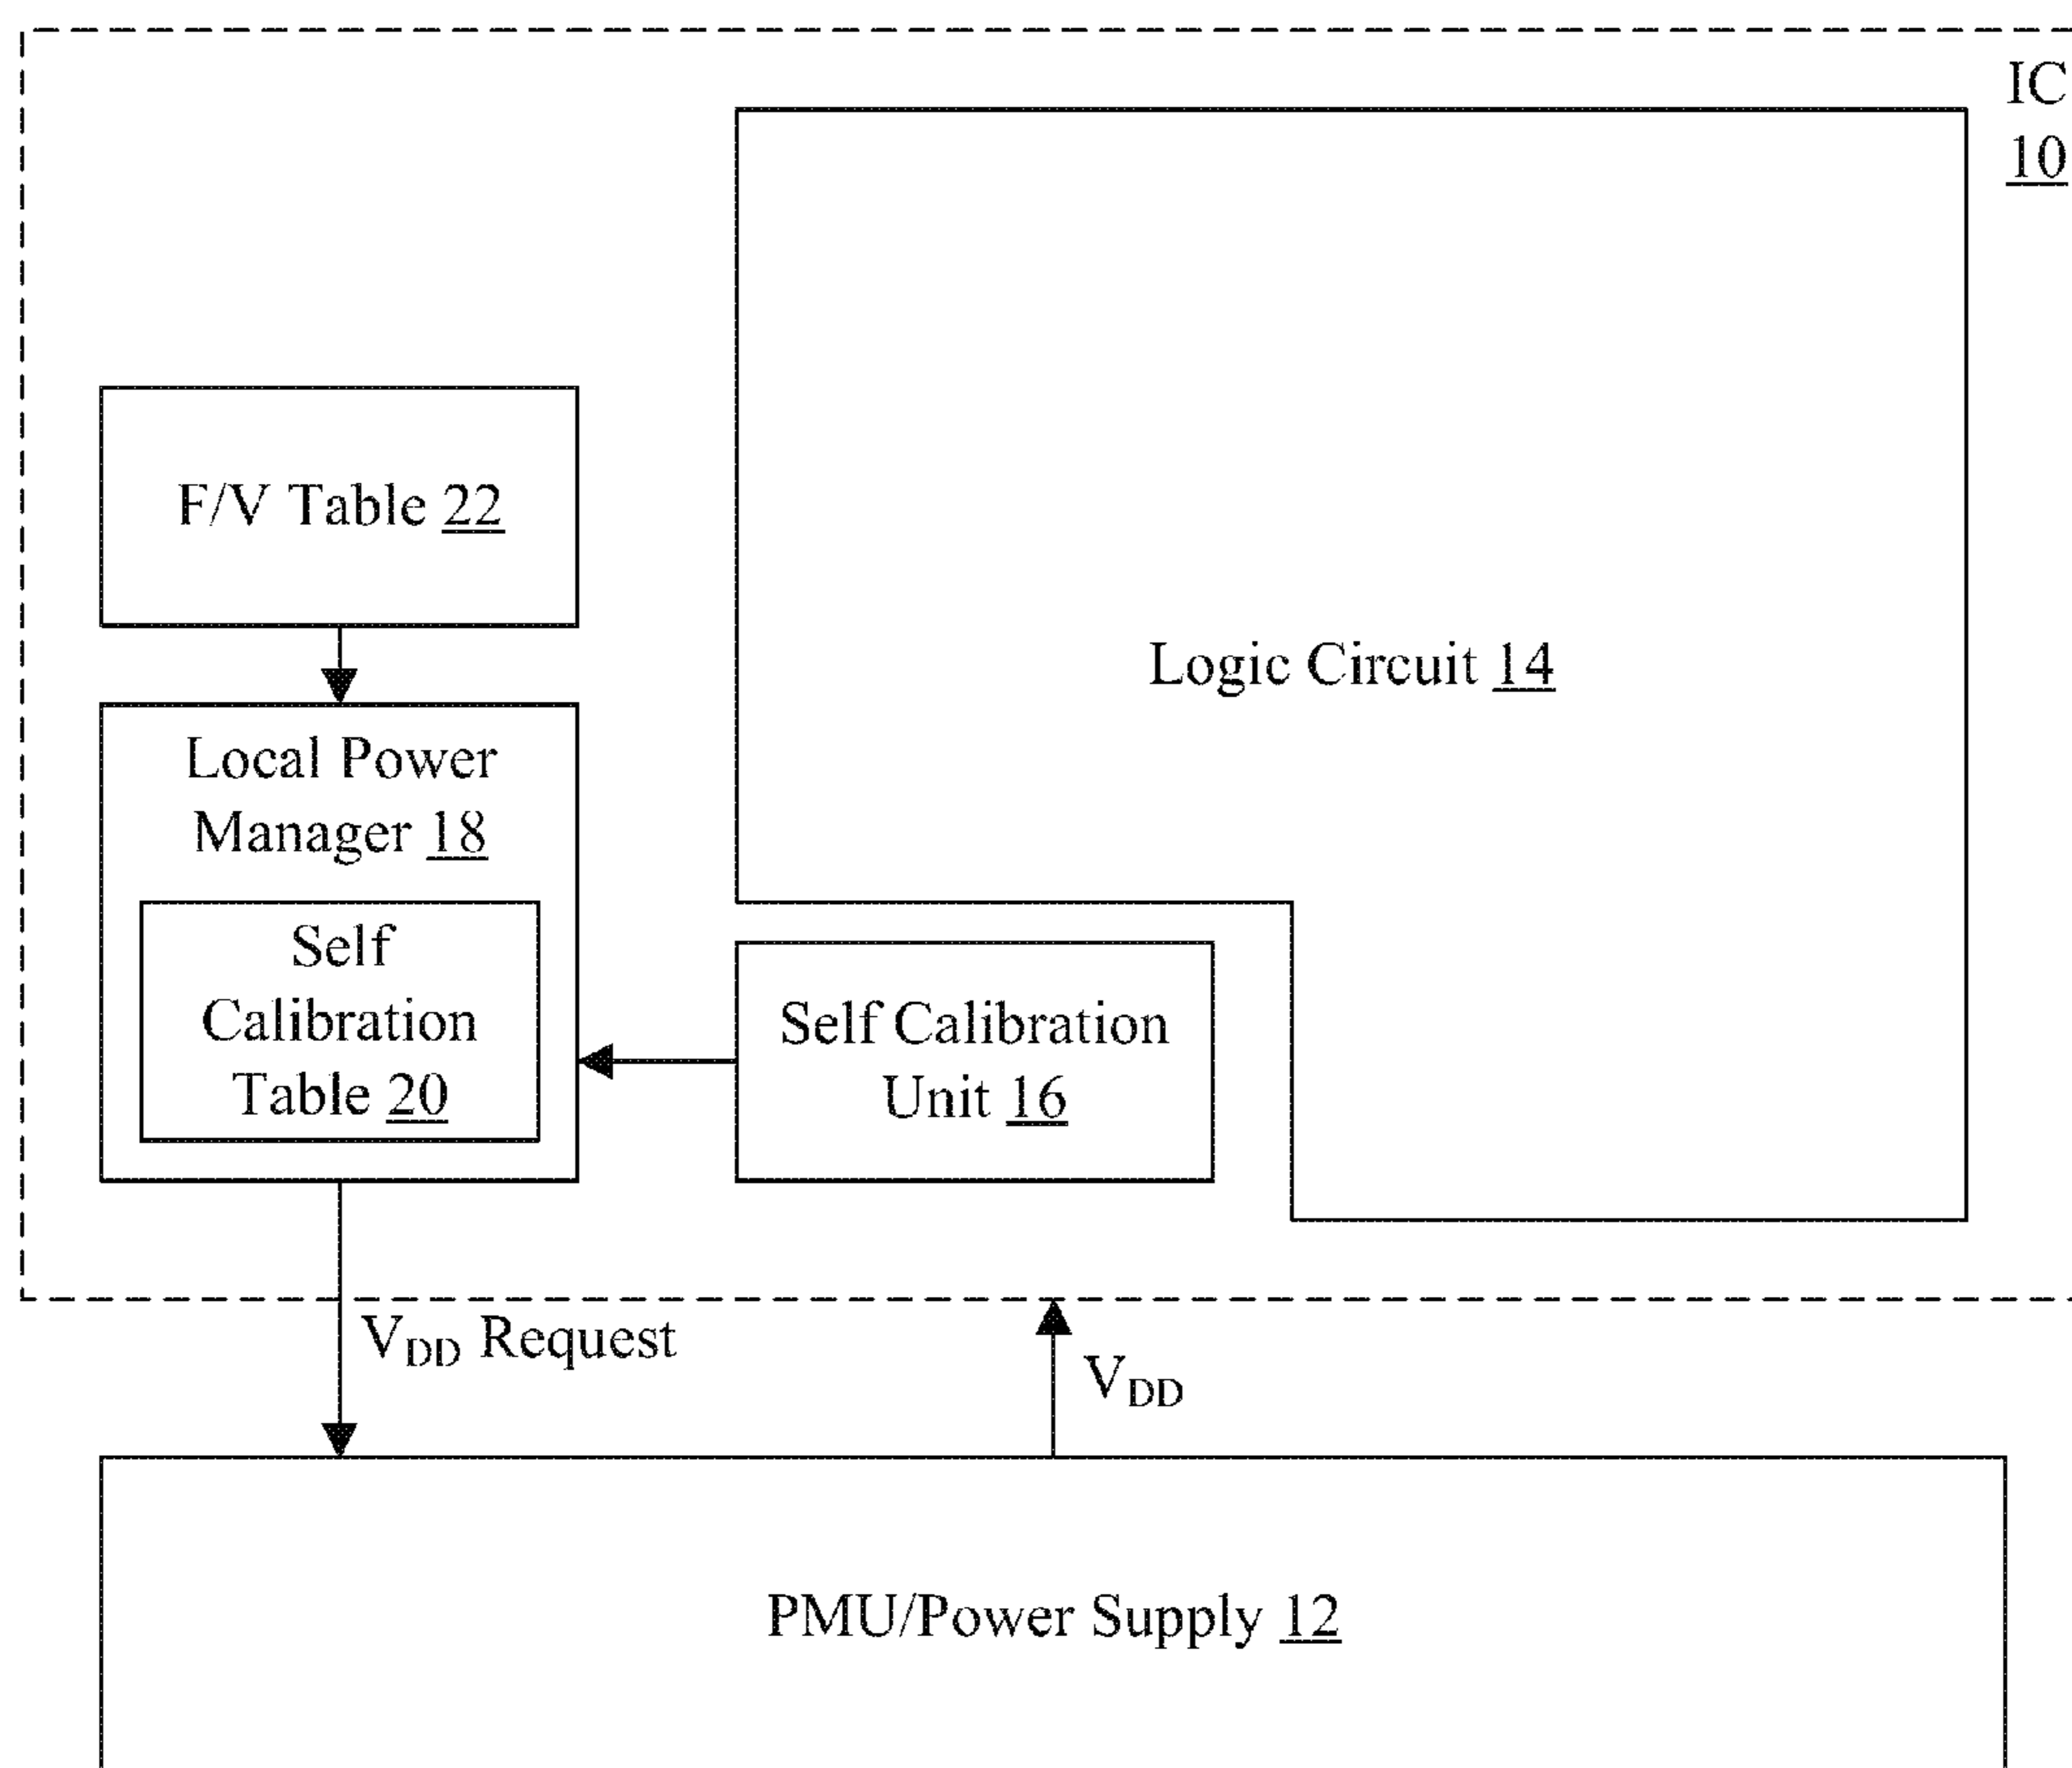 IC
10
F/V Table 22
Logic Circuit 14
Local Power
Manager 18
Self
Calibration
Table 20
Self Calibration
Unit 16
VDD Request
VDD
PMU/Power Supply 12